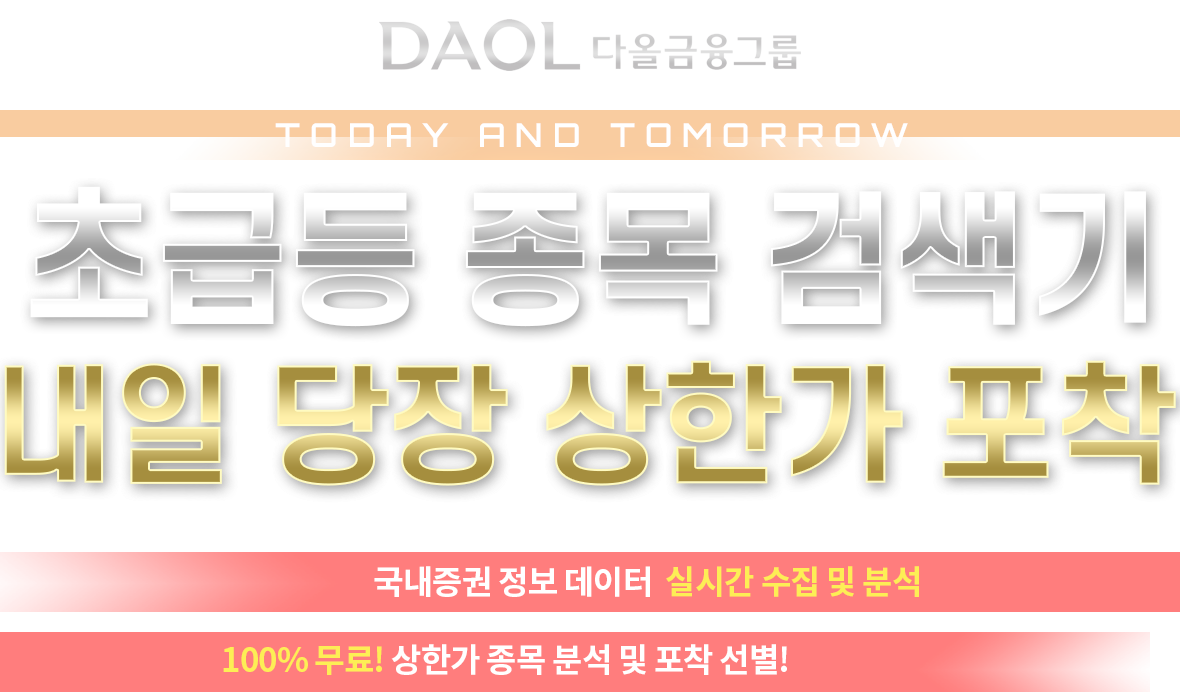 DAOL 다올금융그룹
TODAY AND TOMORROW
초급등 종목 검색기
내일 당장 상한가 포착
국내증권 정보 데이터 실시간 수집 및 분석
100% 무료! 상한가 종목 분석 및 포착 선별!